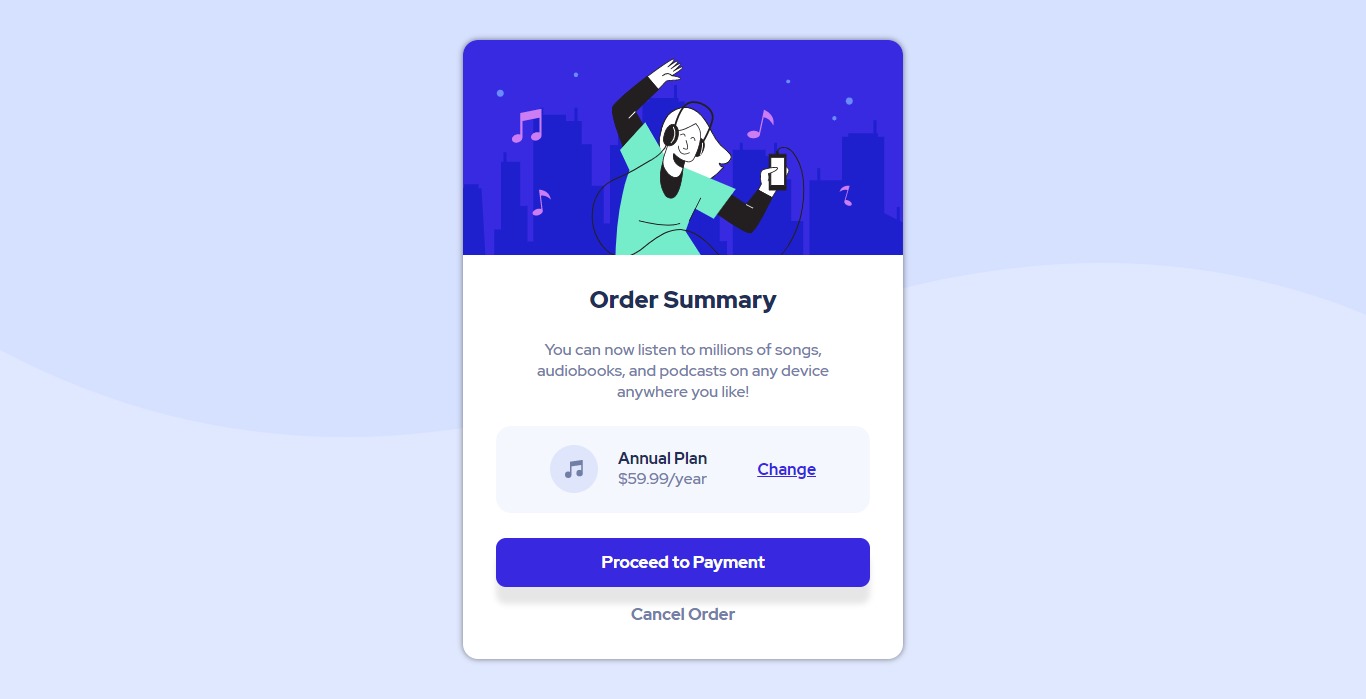 Order Summary
You can now listen to millions of songs,
audiobooks, and podcasts on any device
anywhere you like!
Annual Plan
$59.99/year
Change
Proceed to Payment
Cancel Order